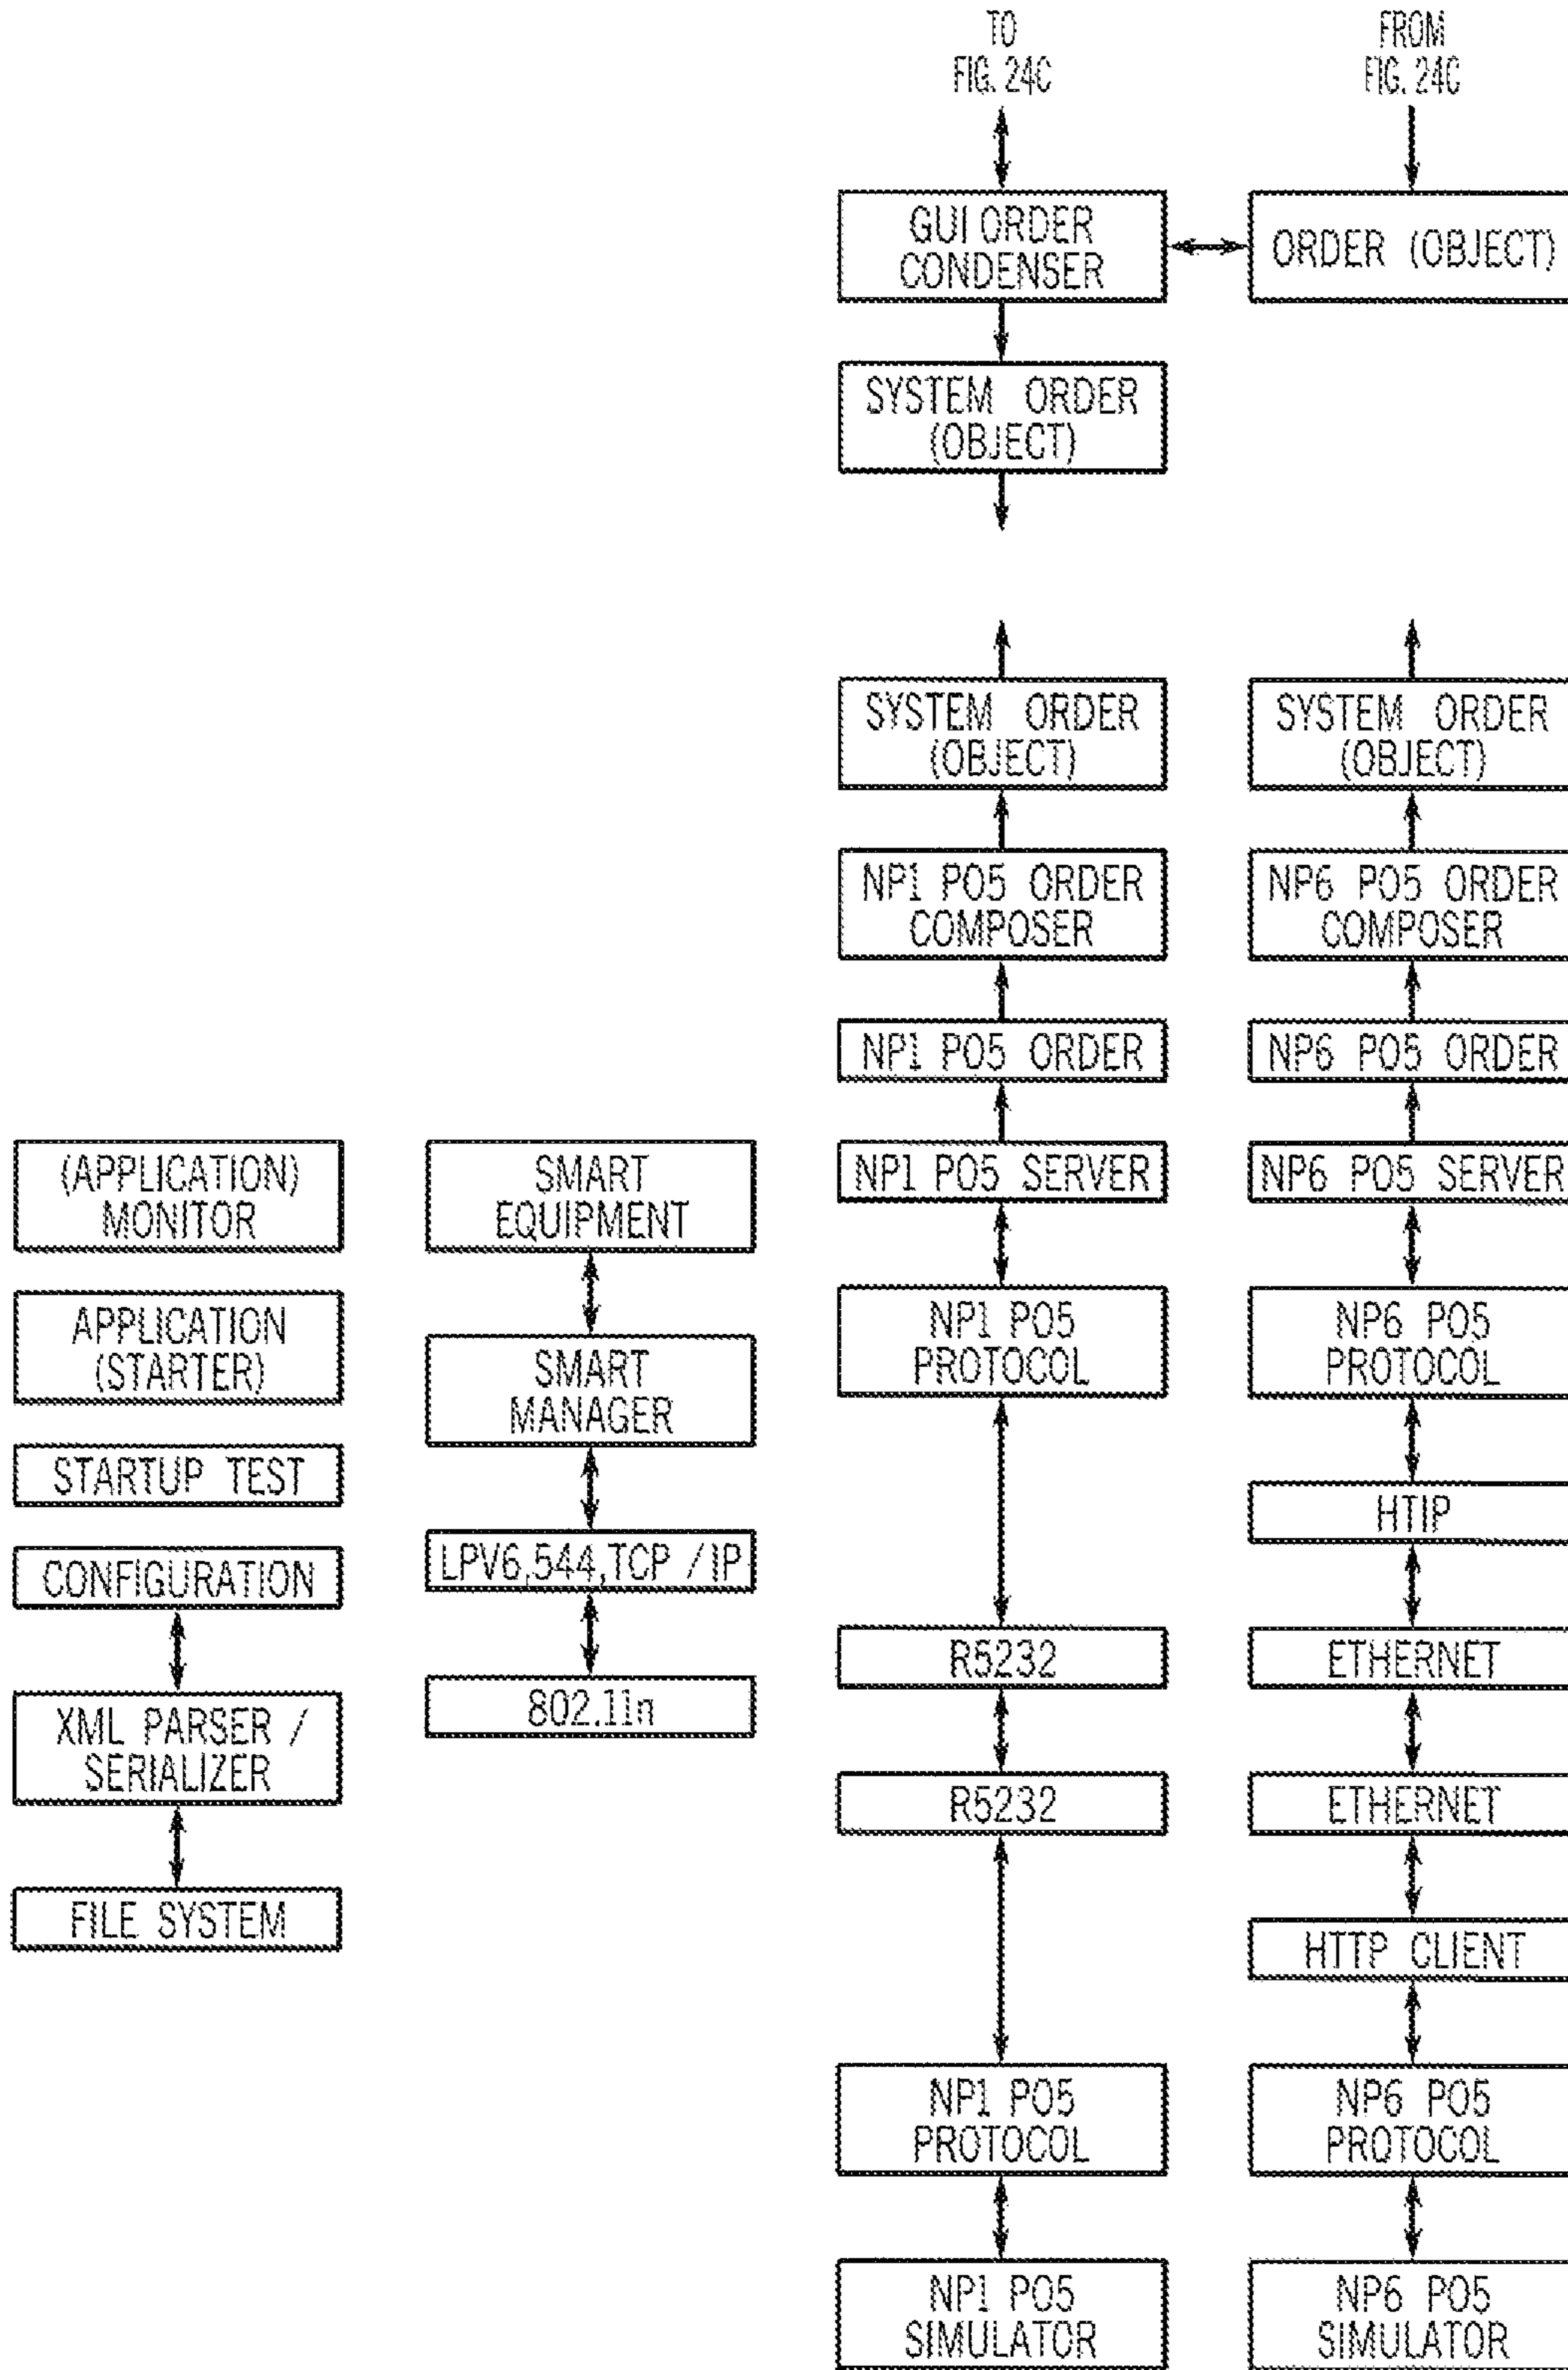 TO
FIG. 24C
FROM
FIG. 24C
GUI ORDER
CONDENSER
ORDER (OBJECT)
SYSTEM ORDER
(OBJECT)
SYSTEM ORDER
(OBJECT)
SYSTEM ORDER
(OBJECT)
NP1 PO5 ORDER
COMPOSER
NP6 PO5 ORDER
COMPOSER
NP1 PO5 ORDER
NP6 PO5 ORDER
(APPLICATION)
MONITOR
SMART
EQUIPMENT
NP1 PO5 SERVER
NP6 PO5 SERVER
APPLICATION
(STARTER)
SMART
MANAGER
NP1 PO5
PROTOCOL
NP6 PO5
PROTOCOL
STARTUP TEST
HTIP
CONFIGURATION
LPV6,544,TCP / IP
R5232
ETHERNET
XML PARSER /
SERIALIZER
802.11n
R5232
ETHERNET
FILE SYSTEM
HTTP CLIENT
NP1 PO5
PROTOCOL
NP6 PO5
PROTOCOL
NP1 PO5
SIMULATOR
NP6 PO5
SIMULATOR